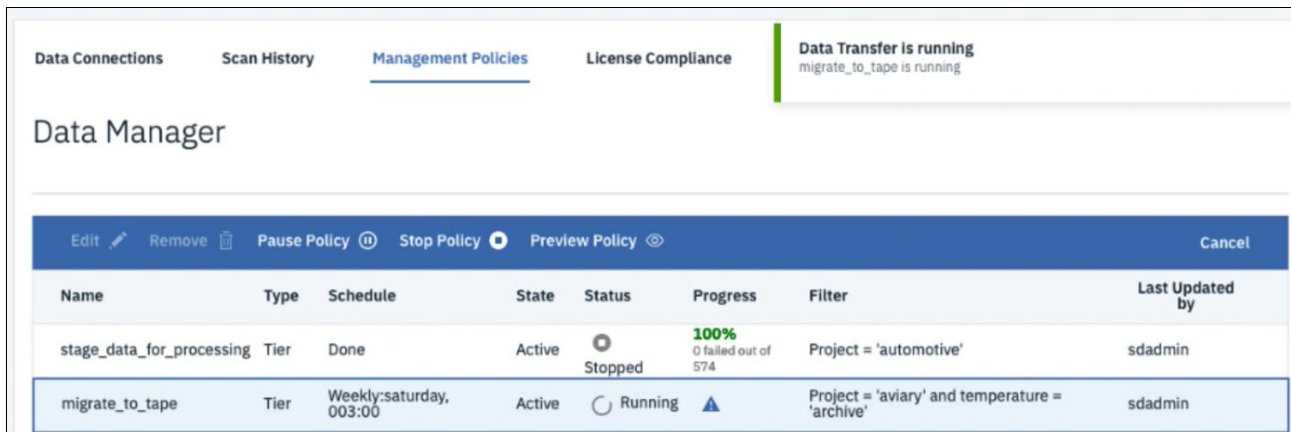 Data Connections Scan History Management Policies License Compliance
Data Transfer is running
migrate_to_tape is running
Data Manager
Edit Remove Pause Policy Stop Policy Preview Policy Cancel
Name Type Schedule State Status Progress Filter Last Updated by
stage_data_for_processing Tier Done Active Stopped 100% 0 failed out of 574 Project = 'automotive' sdadmin
migrate_to_tape Tier Weekly:saturday, 003:00 Active Running Project = 'aviary' and temperature = 'archive' sdadmin